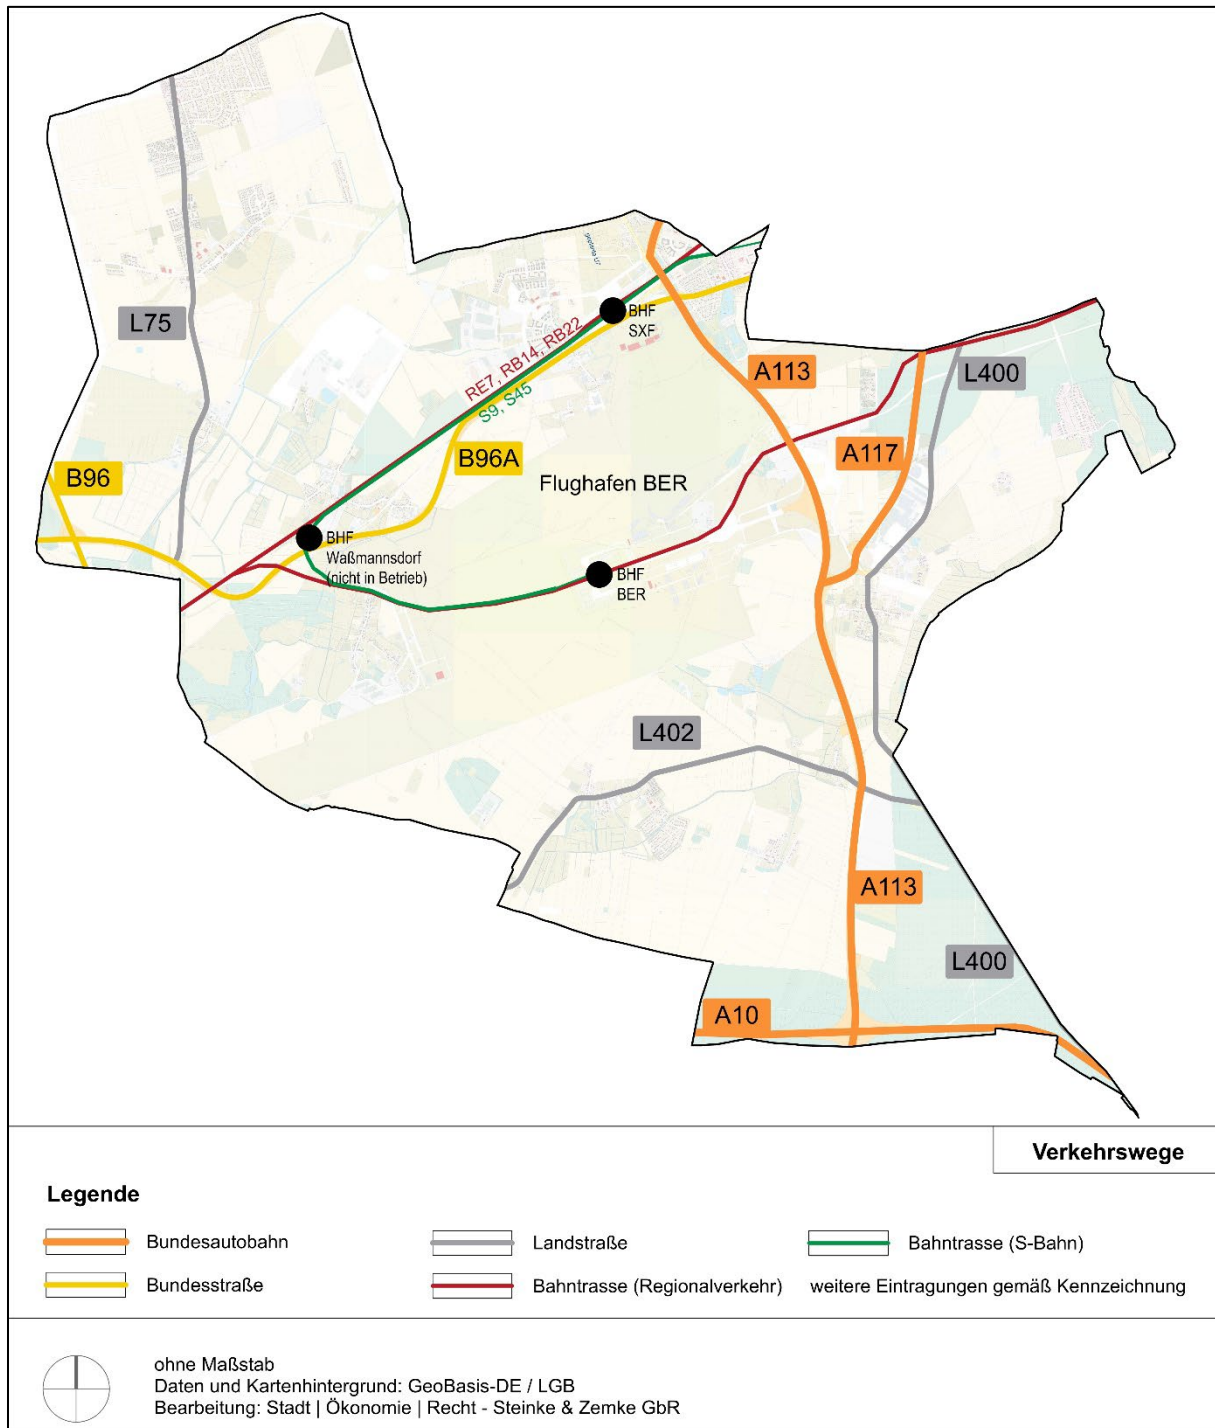 geplante U7
L75
BHF
SXF
RE7, RB14, RB22
S9, S45
A113
L400
A117
B96A
B96
Flughafen BER
BHF
Waßmannsdorf
(nicht in Betrieb)
BHF
BER
L402
A113
L400
A10
Verkehrswege
Legende
Bundesautobahn
Landstraße
Bahntrasse (S-Bahn)
Bundesstraße
Bahntrasse (Regionalverkehr)
weitere Eintragungen gemäß Kennzeichnung
ohne Maßstab
Daten und Kartenhintergrund: GeoBasis-DE / LGB
Bearbeitung: Stadt | Ökonomie | Recht - Steinke & Zemke GbR